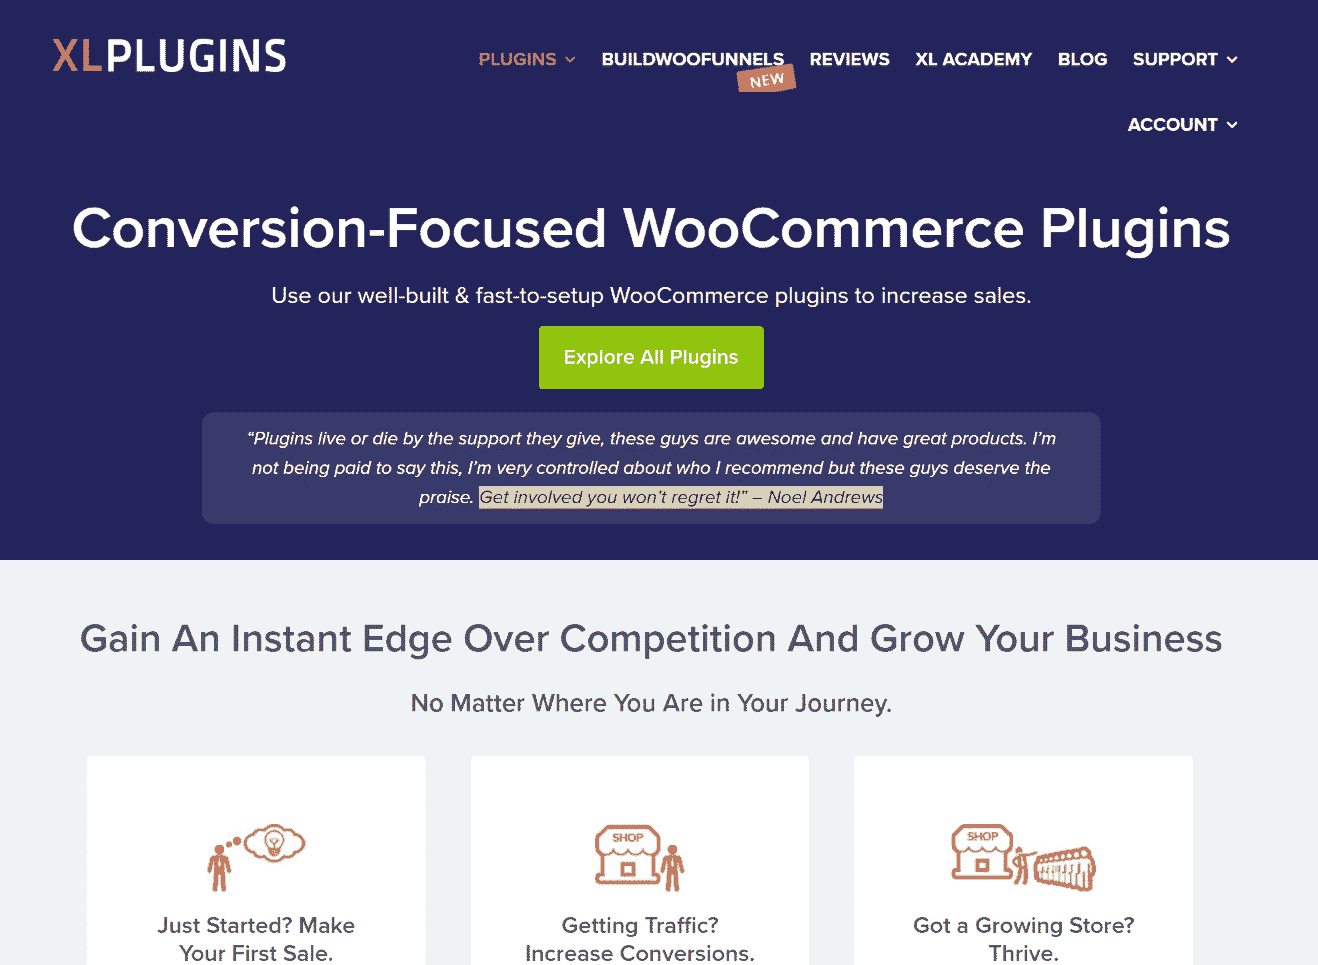 XLPLUGINS
PLUGINS
BUILDWOOFUNNELS
NEW
REVIEWS
XL ACADEMY
BLOG
SUPPORT
ACCOUNT
Conversion-Focused WooCommerce Plugins
Use our well-built & fast-to-setup WooCommerce plugins to increase sales.
Explore All Plugins
“Plugins live or die by the support they give, these guys are awesome and have great products. I’m
not being paid to say this, I’m very controlled about who I recommend but these guys deserve the
praise. Get involved you won’t regret it!” – Noel Andrews
Gain An Instant Edge Over Competition And Grow Your Business
No Matter Where You Are in Your Journey.
Just Started? Make
Your First Sale.
SHOP
Getting Traffic?
Increase Conversions.
SHOP
Got a Growing Store?
Thrive.